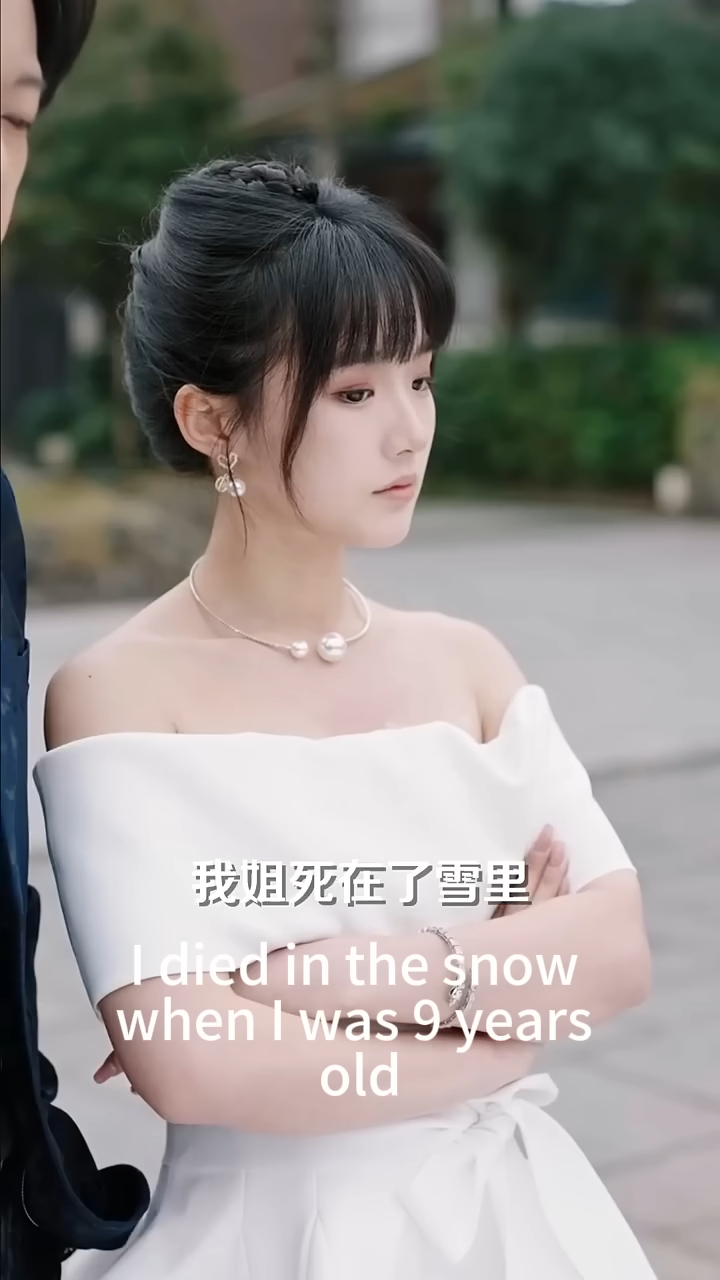 我姐死在了雪里
I died in the snow
when I was 9 years
old